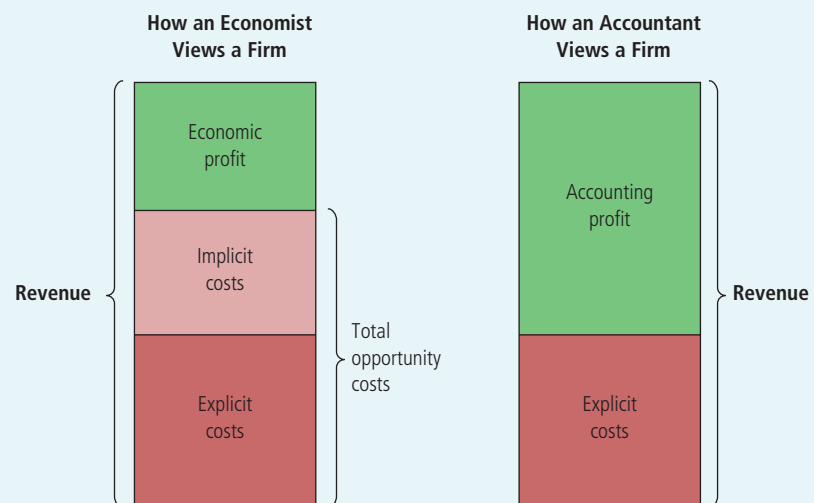 How an Economist
Views a Firm
How an Accountant
Views a Firm
Economic
profit
Implicit
costs
Explicit
costs
Revenue
Total
opportunity
costs
Accounting
profit
Explicit
costs
Revenue